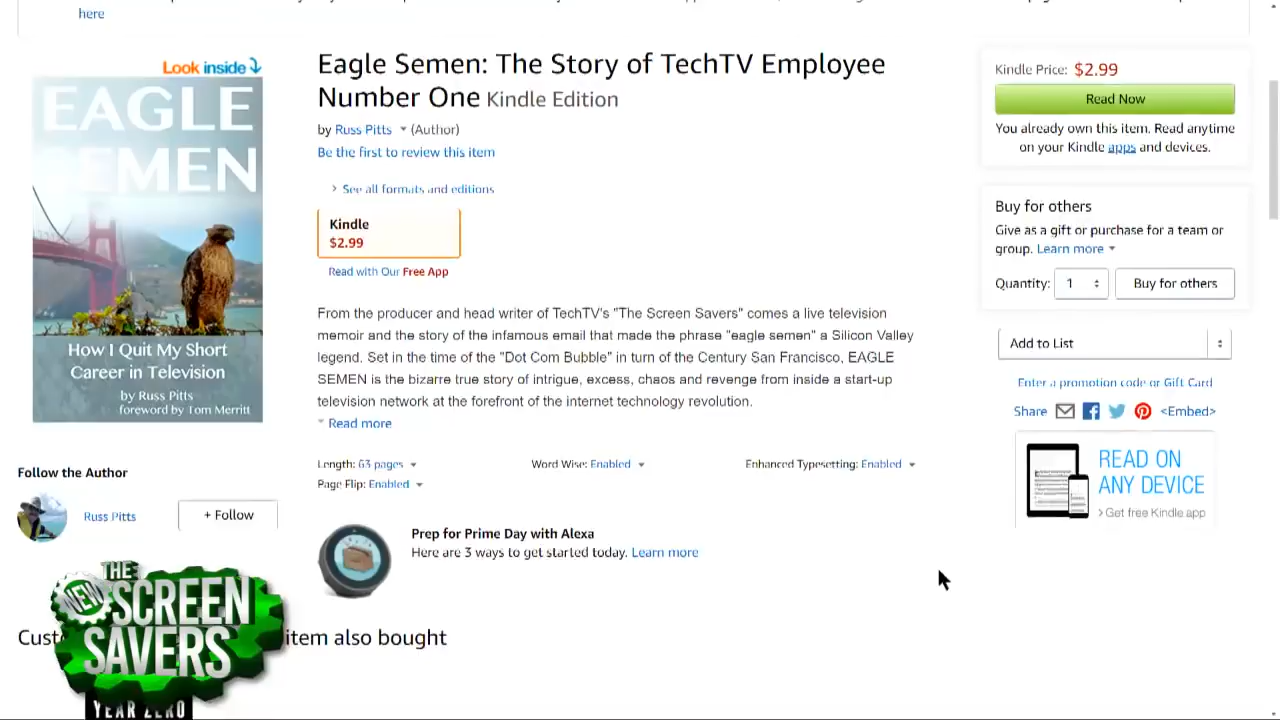 here
Look inside
EAGLE
SEMEN
How I Quit My Short
Career in Television
by Russ Pitts
foreword by Tom Merritt
Follow the Author
Russ Pitts
+ Follow
Eagle Semen: The Story of TechTV Employee
Number One Kindle Edition
by Russ Pitts (Author)
Be the first to review this item
See all formats and editions
Kindle
$2.99
Read with Our Free App
From the producer and head writer of TechTV's "The Screen Savers" comes a live television
memoir and the story of the infamous email that made the phrase "eagle semen" a Silicon Valley
legend. Set in the time of the "Dot Com Bubble" in turn of the Century San Francisco, EAGLE
SEMEN is the bizarre true story of intrigue, excess, chaos and revenge from inside a start-up
television network at the forefront of the internet technology revolution.
Read more
Length: 63 pages
Word Wise: Enabled
Enhanced Typesetting: Enabled
Page Flip: Enabled
Prep for Prime Day with Alexa
Here are 3 ways to get started today. Learn more
Kindle Price: $2.99
Read Now
You already own this item. Read anytime
on your Kindle apps and devices.
Buy for others
Give as a gift or purchase for a team or
group. Learn more
Quantity: 1
Buy for others
Add to List
Enter a promotion code or Gift Card
Share <Embed>
READ ON
ANY DEVICE
› Get free Kindle app
item also bought
THE
NEW SCREEN
SAVERS
YEAR ZERO